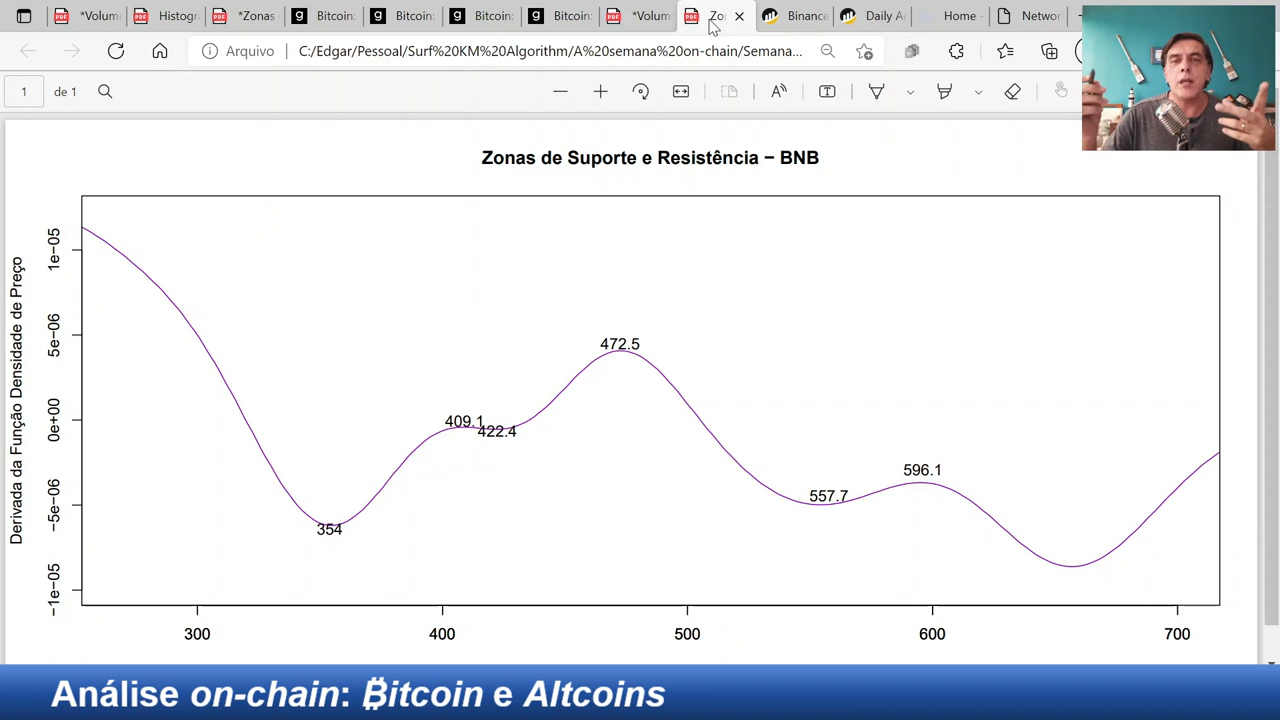 *Volum
Histogr
*Zonas
Bitcoin:
Bitcoin:
Bitcoin:
Bitcoin:
*Volum
Zo
Binance
Daily A
Home -
Networ
Arquivo
C:/Edgar/Pessoal/Surf%20KM%20Algorithm/A%20semana%20on-chain/Semana...
1
de 1
Zonas de Suporte e Resistência − BNB
Derivada da Função Densidade de Preço
1e−05
5e−06
0e+00
−5e−06
−1e−05
472.5
409.1
422.4
596.1
557.7
354
300
400
500
600
700
Análise on-chain: ₿itcoin e Altcoins